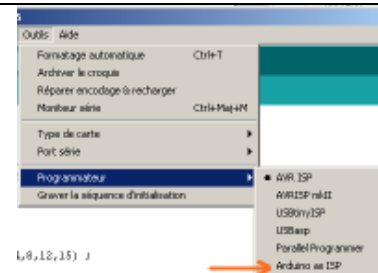 Outils Aide
Formatage automatique Ctrl+T
Archiver le croquis
Réparer encodage & recharger
Moniteur série Ctrl+Maj+M
Type de carte
Port série
Programmateur
Graver la séquence d'initialisation
AVR ISP
AVRISP mkII
USBtinyISP
USBasp
Parallel Programmer
Arduino as ISP
,8,12,15) ;